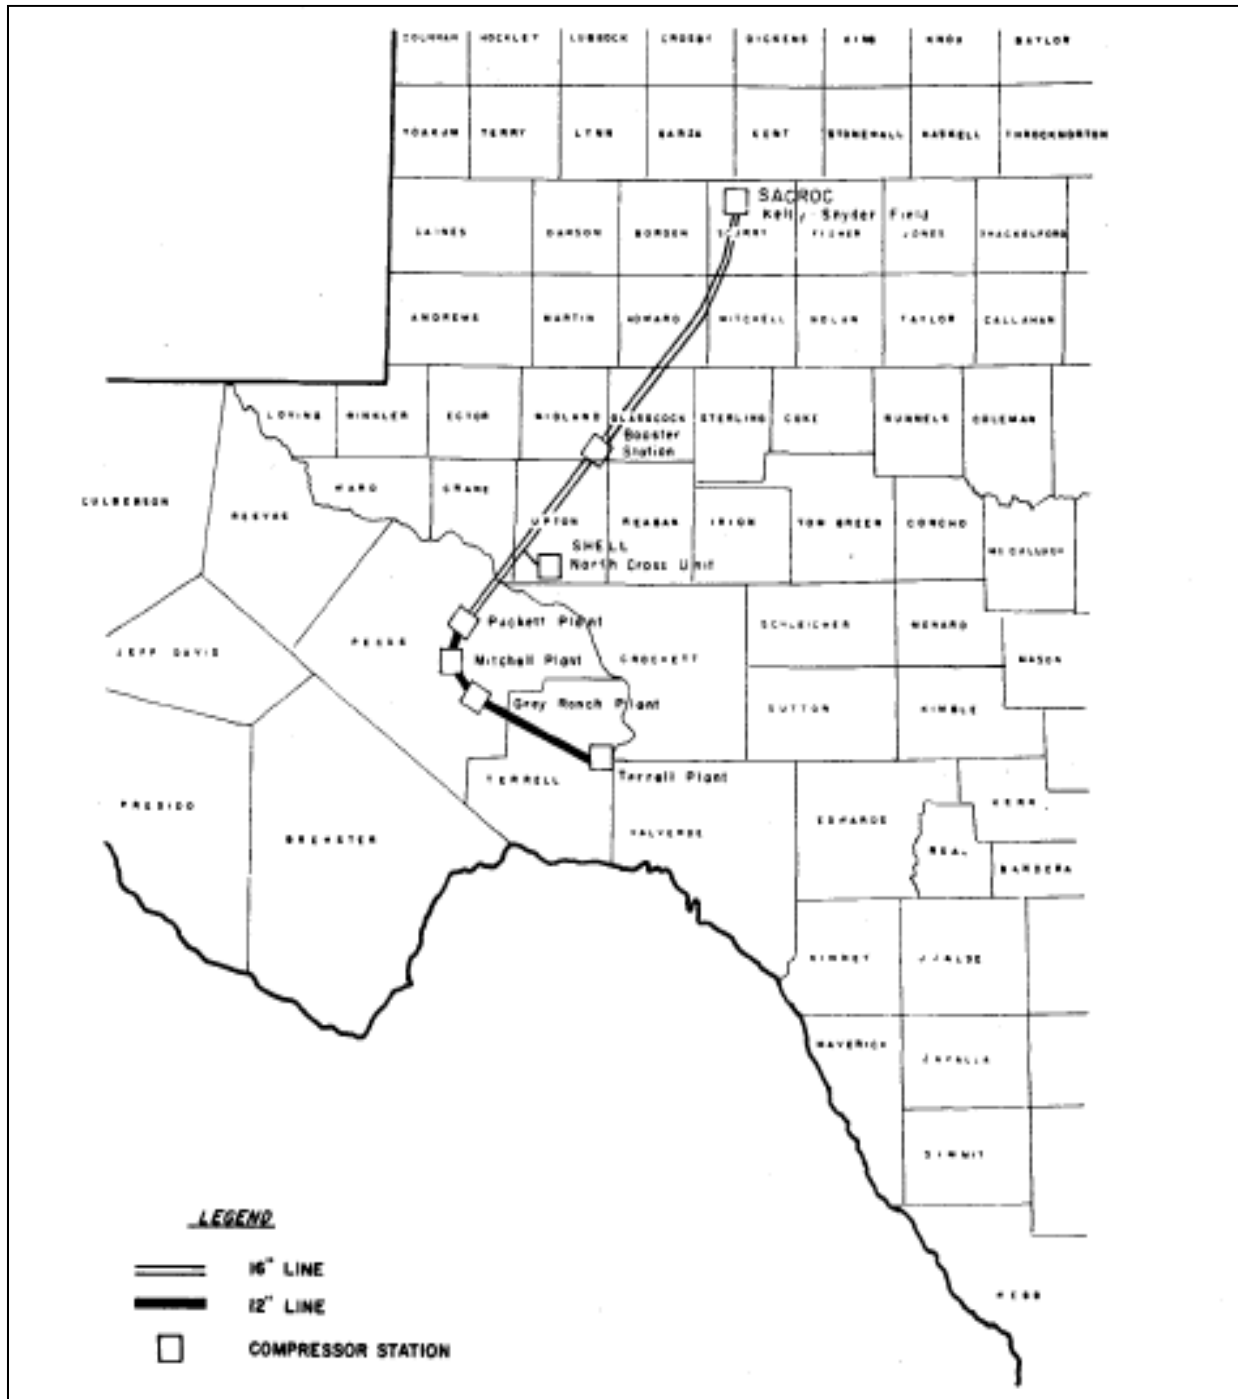 HOCKLEY LUBBOCK CROSBY DICKENS KING KNOX BAYLOR
YOAKUM TERRY LYNN GARZA KENT STONEWALL HASKELL THROCKMORTON
SACROC
Kelly-Snyder Field
GAINES DAWSON BORDEN SCURRY FISHER JONES SHACKELFORD
ANDREWS MARTIN HOWARD MITCHELL NOLAN TAYLOR CALLAHAN
LOVING WINKLER ECTOR MIDLAND GLASSCOCK STERLING COKE RUNNELS COLEMAN
Booster
Station
CULBERSON REEVES WARD CRANE UPTON REAGAN IRION TOM GREEN CONCHO
SHELL
North Cross Unit
McCULLOCH
Puckett Plant
SCHLEICHER MENARD
JEFF DAVIS PECOS Mitchell Plant CROCKETT MASON
Grey Ranch Plant
SUTTON KIMBLE
TERRELL Terrell Plant
PRESIDO BREWSTER VALVERDE EDWARDS KERR
REAL
BANDERA
KINNEY UVALDE
MAVERICK ZAVALLA
DIMMIT
WEBB
LEGEND
16" LINE
12" LINE
COMPRESSOR STATION